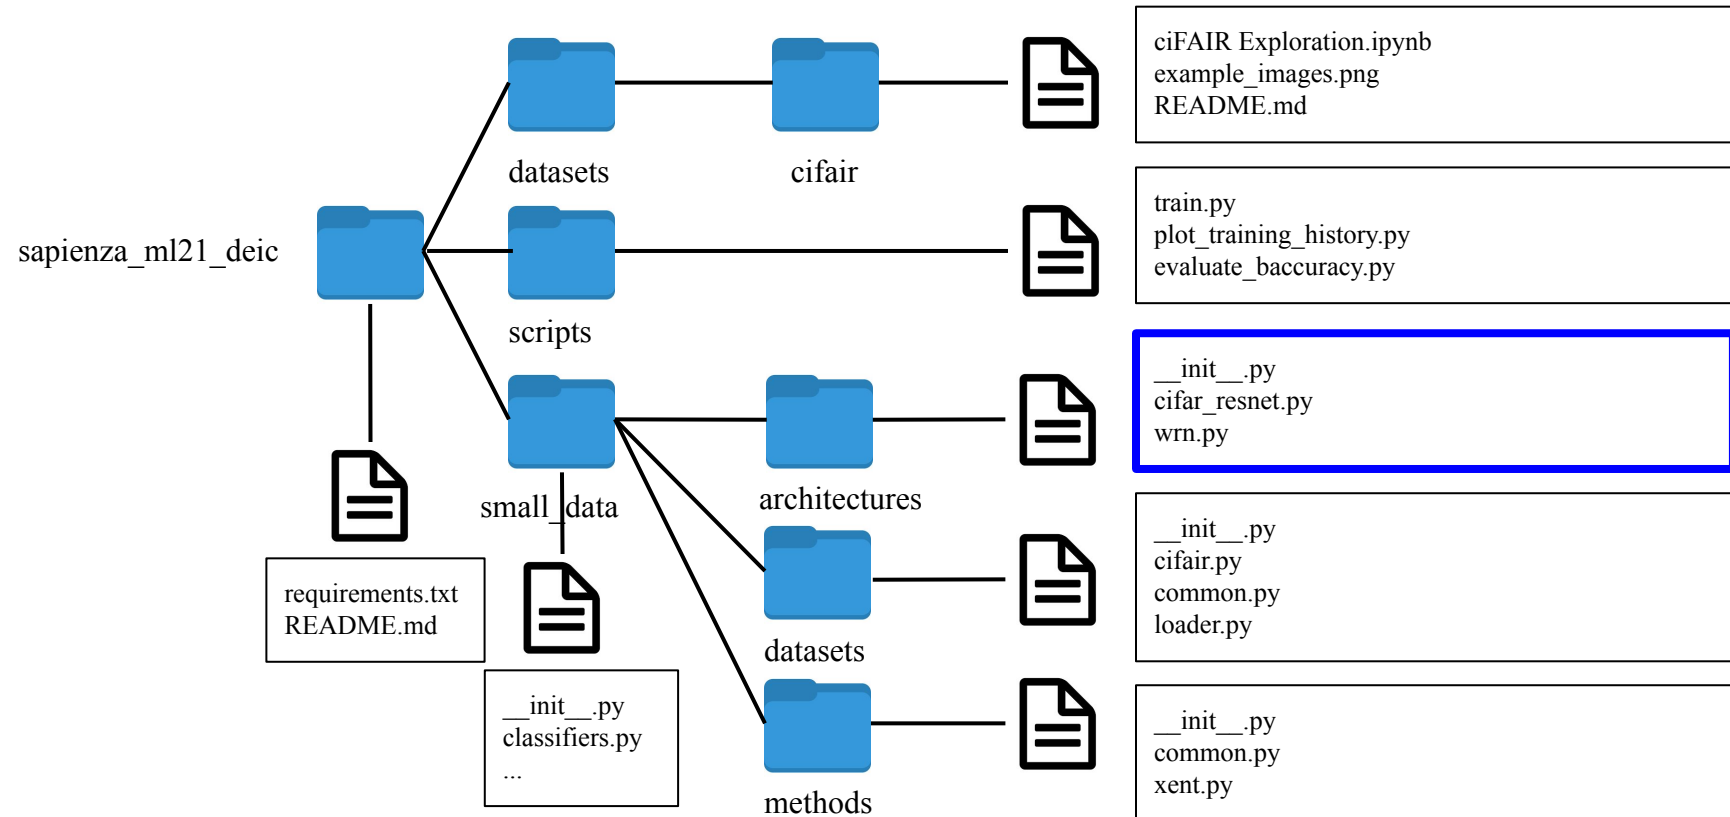 ciFAIR Exploration.ipynb
example_images.png
README.md
datasets
cifair
train.py
plot_training_history.py
evaluate_baccuracy.py
sapienza_ml21_deic
scripts
__init__.py
cifar_resnet.py
wrn.py
small_data
architectures
requirements.txt
README.md
__init__.py
cifair.py
common.py
loader.py
datasets
__init__.py
classifiers.py
...
__init__.py
common.py
xent.py
methods